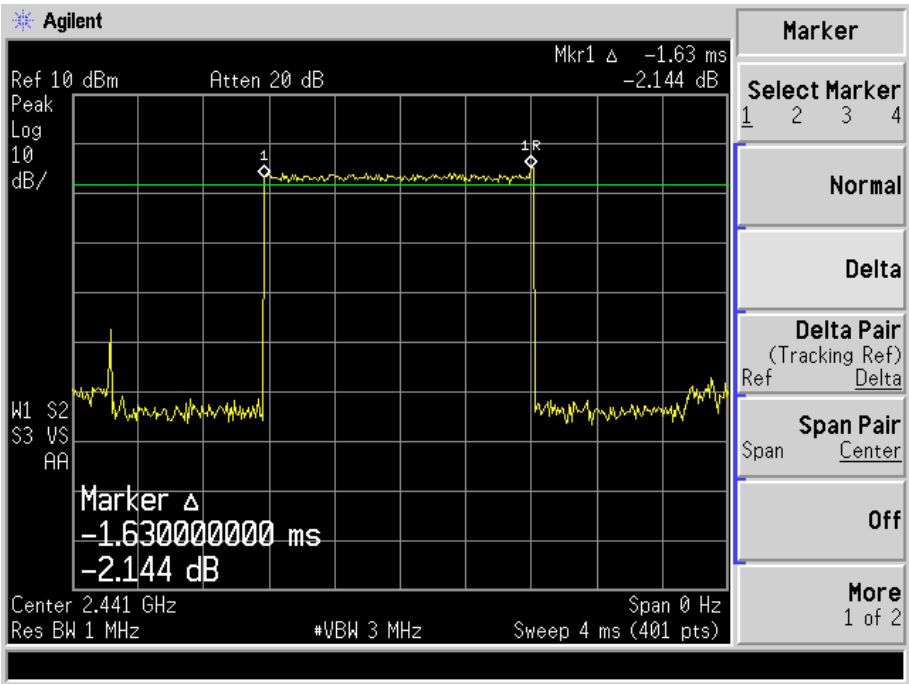 Agilent
Marker
Mkr1 Δ −1.63 ms
Ref 10 dBm Atten 20 dB −2.144 dB
Peak
Log
10
dB/
1
1R
W1 S2
S3 VS
AA
Marker Δ
−1.630000000 ms
−2.144 dB
Center 2.441 GHz Span 0 Hz
Res BW 1 MHz #VBW 3 MHz Sweep 4 ms (401 pts)
Select Marker
1 2 3 4
Normal
Delta
Delta Pair
(Tracking Ref)
Ref Delta
Span Pair
Span Center
Off
More
1 of 2